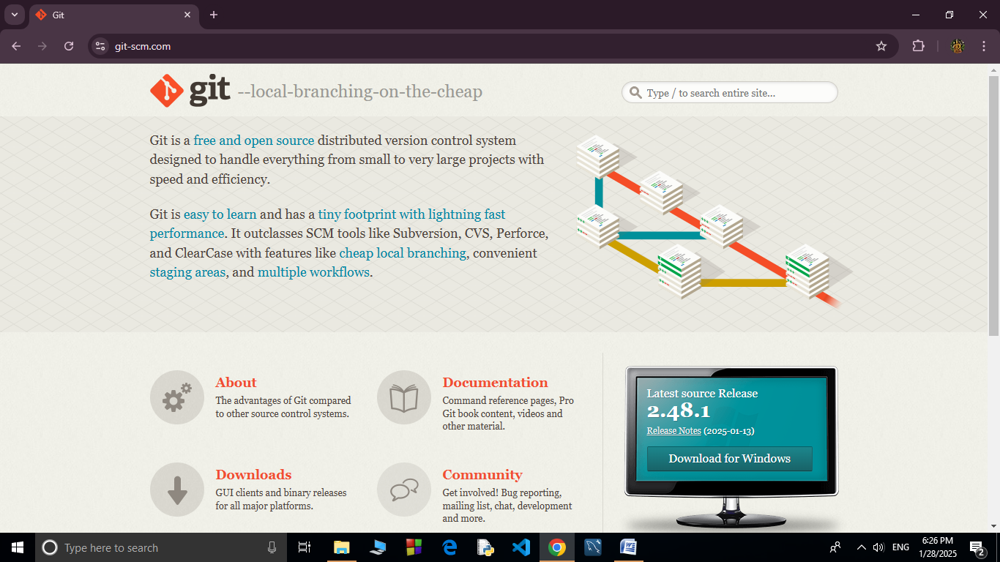 Git
git-scm.com
git --local-branching-on-the-cheap
Type / to search entire site...
Git is a free and open source distributed version control system
designed to handle everything from small to very large projects with
speed and efficiency.
Git is easy to learn and has a tiny footprint with lightning fast
performance. It outclasses SCM tools like Subversion, CVS, Perforce,
and ClearCase with features like cheap local branching, convenient
staging areas, and multiple workflows.
About
The advantages of Git compared
to other source control systems.
Documentation
Command reference pages, Pro
Git book content, videos and
other material.
Downloads
GUI clients and binary releases
for all major platforms.
Community
Get involved! Bug reporting,
mailing list, chat, development
and more.
Latest source Release
2.48.1
Release Notes (2025-01-13)
Download for Windows
Type here to search
ENG
6:26 PM
1/28/2025
2